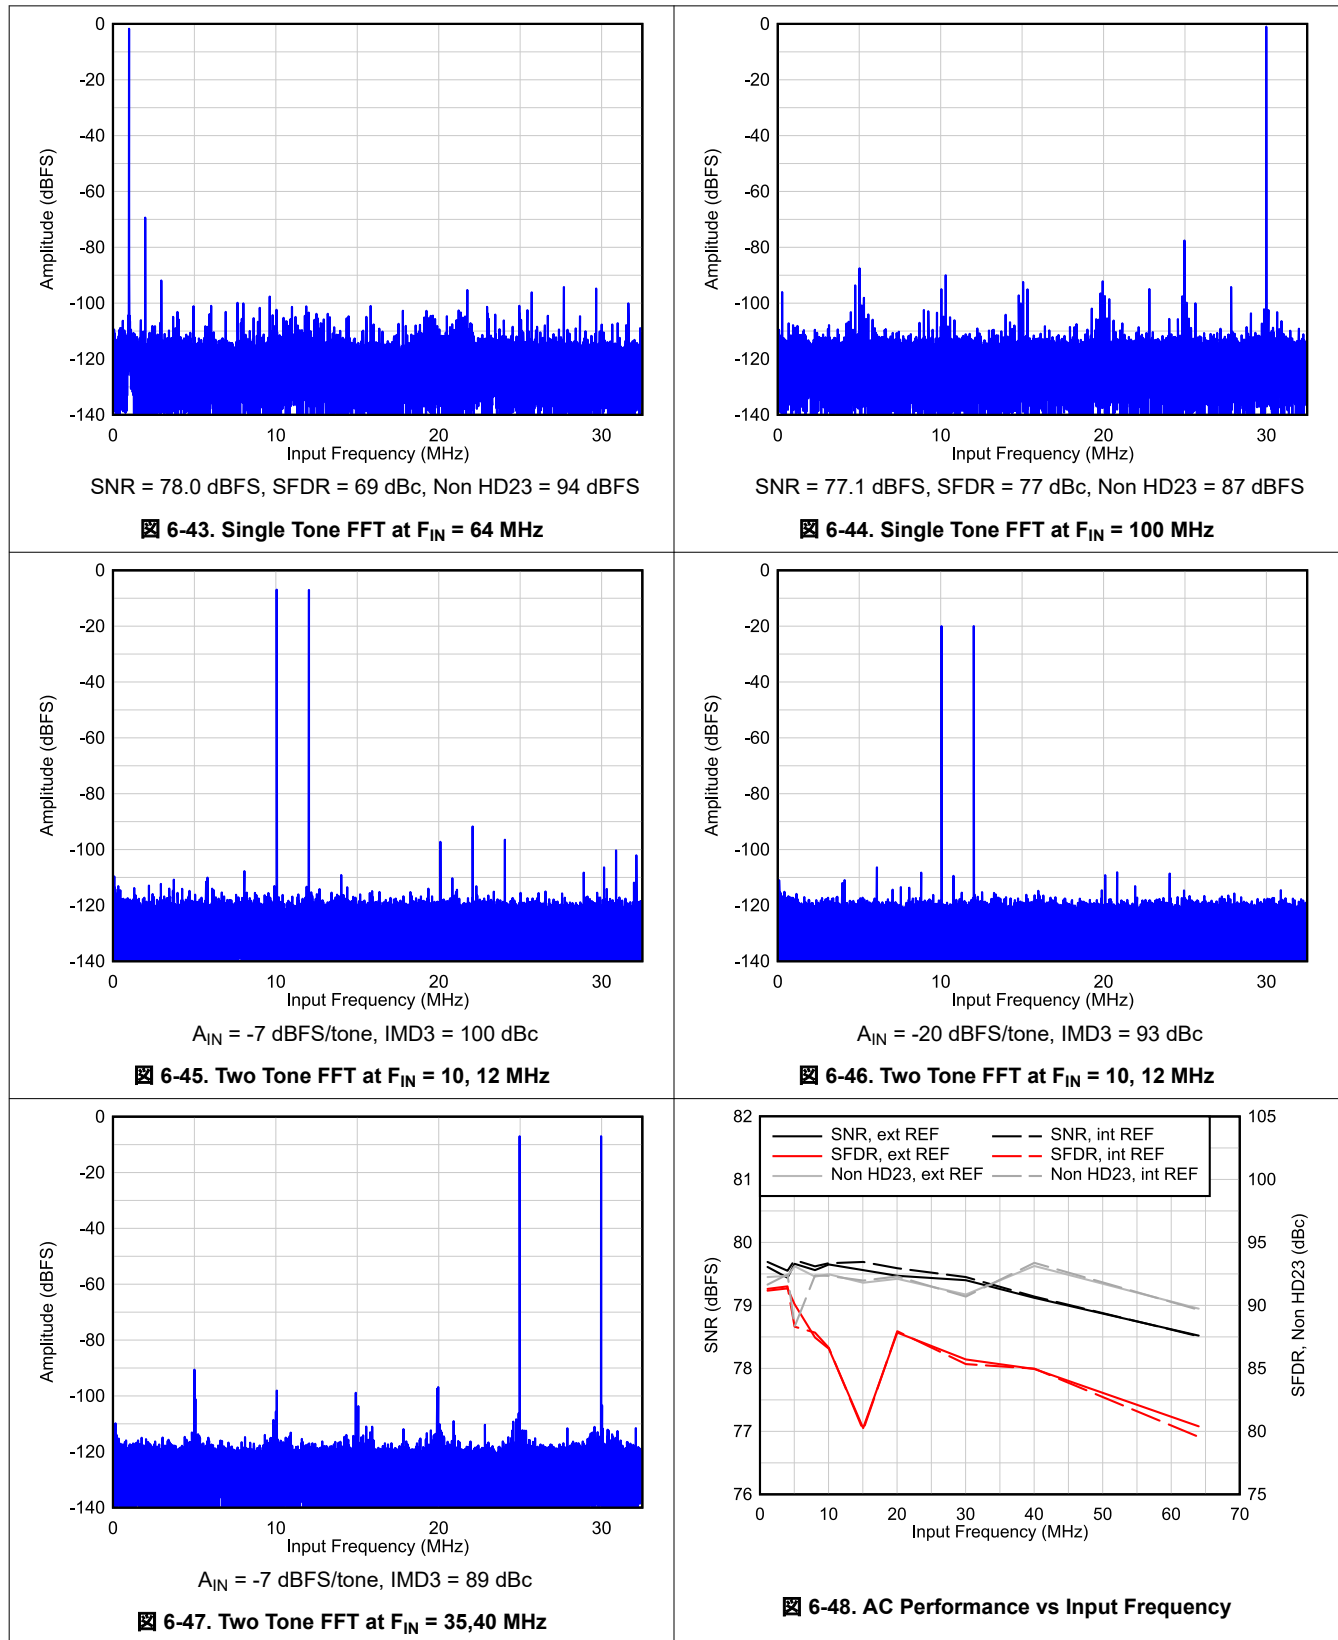 0
-20
-40
-60
-80
-100
-120
-140
Amplitude (dBFS)
0 10 20 30
Input Frequency (MHz)
SNR = 78.0 dBFS, SFDR = 69 dBc, Non HD23 = 94 dBFS
図 6-43. Single Tone FFT at FIN = 64 MHz
0
-20
-40
-60
-80
-100
-120
-140
Amplitude (dBFS)
0 10 20 30
Input Frequency (MHz)
SNR = 77.1 dBFS, SFDR = 77 dBc, Non HD23 = 87 dBFS
図 6-44. Single Tone FFT at FIN = 100 MHz
0
-20
-40
-60
-80
-100
-120
-140
Amplitude (dBFS)
0 10 20 30
Input Frequency (MHz)
AIN = -7 dBFS/tone, IMD3 = 100 dBc
図 6-45. Two Tone FFT at FIN = 10, 12 MHz
0
-20
-40
-60
-80
-100
-120
-140
Amplitude (dBFS)
0 10 20 30
Input Frequency (MHz)
AIN = -20 dBFS/tone, IMD3 = 93 dBc
図 6-46. Two Tone FFT at FIN = 10, 12 MHz
0
-20
-40
-60
-80
-100
-120
-140
Amplitude (dBFS)
0 10 20 30
Input Frequency (MHz)
AIN = -7 dBFS/tone, IMD3 = 89 dBc
図 6-47. Two Tone FFT at FIN = 35,40 MHz
82
81
80
79
78
77
76
SNR (dBFS)
SNR, ext REF
SFDR, ext REF
Non HD23, ext REF
SNR, int REF
SFDR, int REF
Non HD23, int REF
105
100
95
90
85
80
75
SFDR, Non HD23 (dBc)
0 10 20 30 40 50 60 70
Input Frequency (MHz)
図 6-48. AC Performance vs Input Frequency